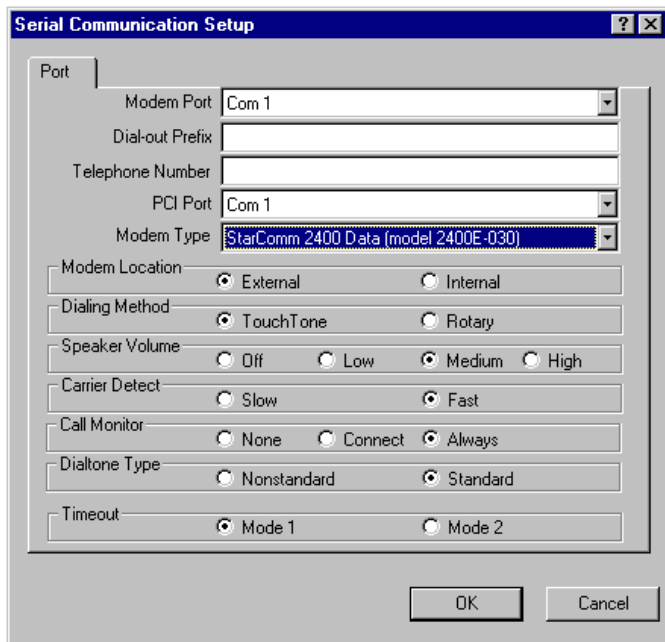 Serial Communication Setup ?
Port
Modem Port Com 1
Dial-out Prefix
Telephone Number
PCI Port Com 1
Modem Type StarComm 2400 Data (model 2400E-030)
Modem Location External Internal
Dialing Method TouchTone Rotary
Speaker Volume Off Low Medium High
Carrier Detect Slow Fast
Call Monitor None Connect Always
Dialtone Type Nonstandard Standard
Timeout Mode 1 Mode 2
OK Cancel